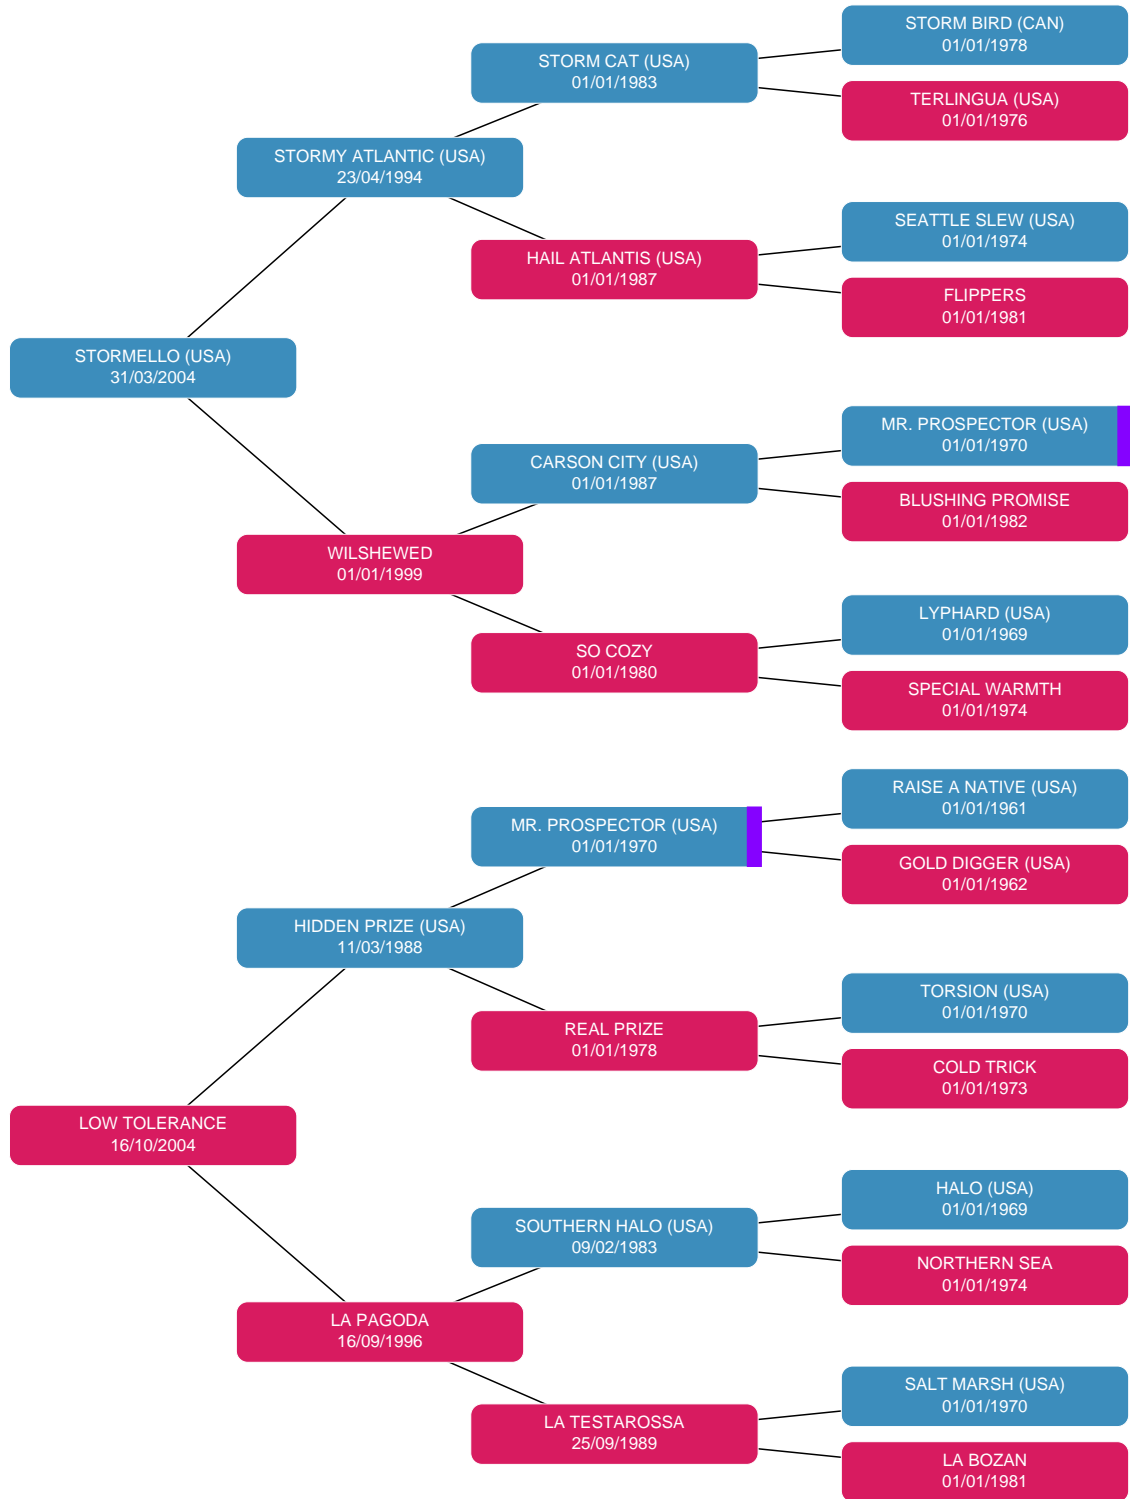 STORM BIRD (CAN)
01/01/1978
STORM CAT (USA)
01/01/1983
TERLINGUA (USA)
01/01/1976
STORMY ATLANTIC (USA)
23/04/1994
SEATTLE SLEW (USA)
01/01/1974
HAIL ATLANTIS (USA)
01/01/1987
FLIPPERS
01/01/1981
STORMELLO (USA)
31/03/2004
MR. PROSPECTOR (USA)
01/01/1970
CARSON CITY (USA)
01/01/1987
BLUSHING PROMISE
01/01/1982
WILSHEWED
01/01/1999
LYPHARD (USA)
01/01/1969
SO COZY
01/01/1980
SPECIAL WARMTH
01/01/1974
RAISE A NATIVE (USA)
01/01/1961
MR. PROSPECTOR (USA)
01/01/1970
GOLD DIGGER (USA)
01/01/1962
HIDDEN PRIZE (USA)
11/03/1988
TORSION (USA)
01/01/1970
REAL PRIZE
01/01/1978
COLD TRICK
01/01/1973
LOW TOLERANCE
16/10/2004
HALO (USA)
01/01/1969
SOUTHERN HALO (USA)
09/02/1983
NORTHERN SEA
01/01/1974
LA PAGODA
16/09/1996
SALT MARSH (USA)
01/01/1970
LA TESTAROSSA
25/09/1989
LA BOZAN
01/01/1981